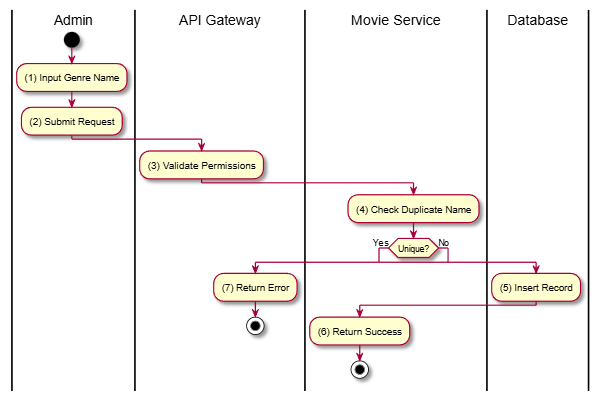 Admin
API Gateway
Movie Service
Database
(1) Input Genre Name
(2) Submit Request
(3) Validate Permissions
(4) Check Duplicate Name
Unique?
Yes
No
(7) Return Error
(5) Insert Record
(6) Return Success